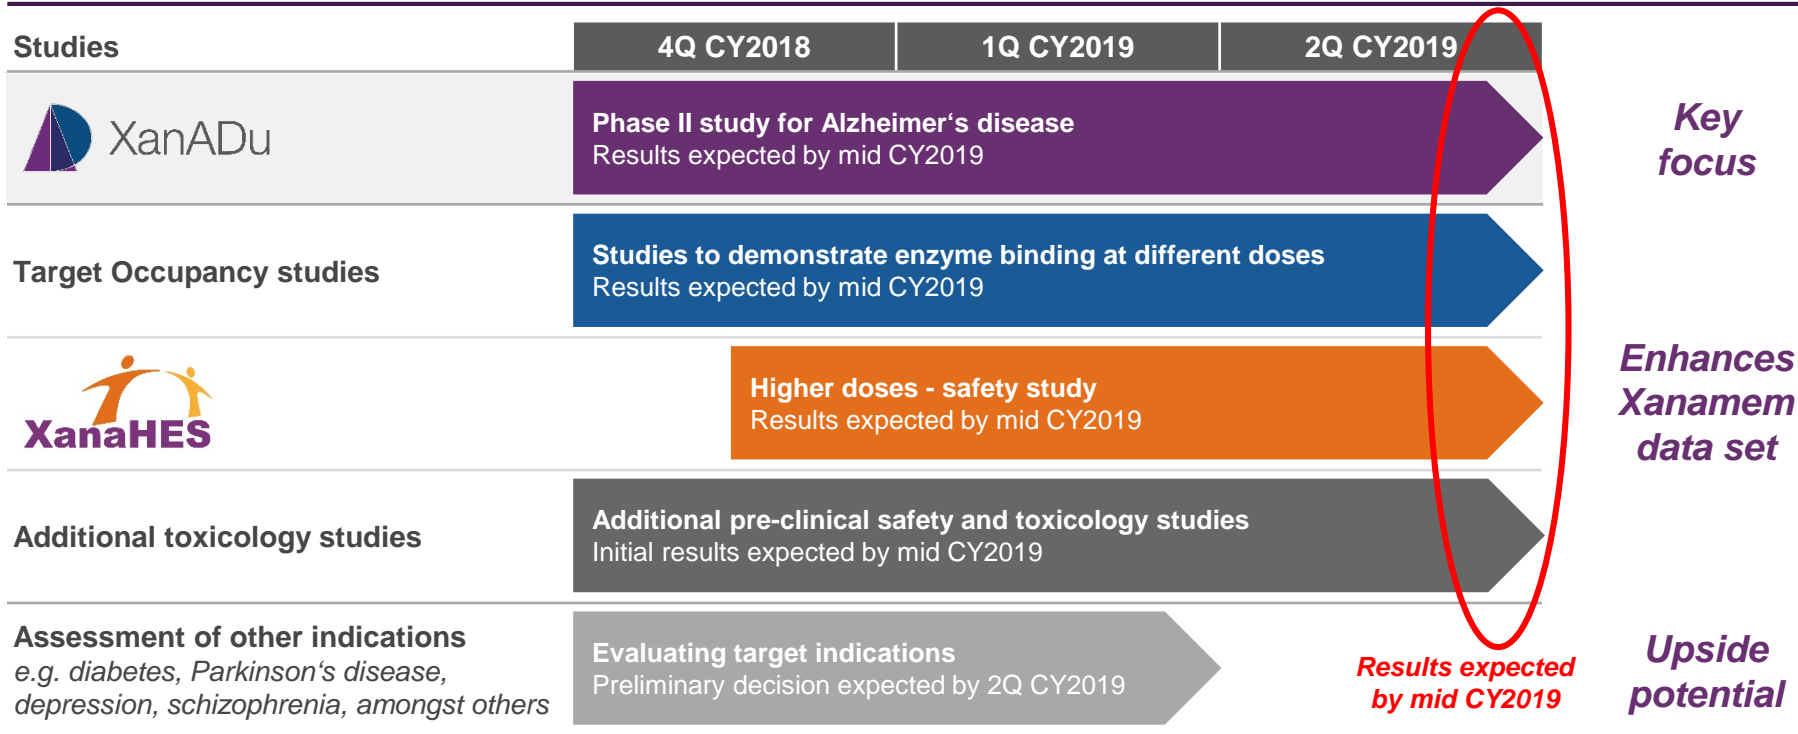 Studies
4Q CY2018
1Q CY2019
2Q CY2019
XanADu
Phase II study for Alzheimer‘s disease
Results expected by mid CY2019
Key
focus
Target Occupancy studies
Studies to demonstrate enzyme binding at different doses
Results expected by mid CY2019
XanaHES
Higher doses - safety study
Results expected by mid CY2019
Enhances
Xanamem
data set
Additional toxicology studies
Additional pre-clinical safety and toxicology studies
Initial results expected by mid CY2019
Assessment of other indications
e.g. diabetes, Parkinson‘s disease,
depression, schizophrenia, amongst others
Evaluating target indications
Preliminary decision expected by 2Q CY2019
Results expected
by mid CY2019
Upside
potential